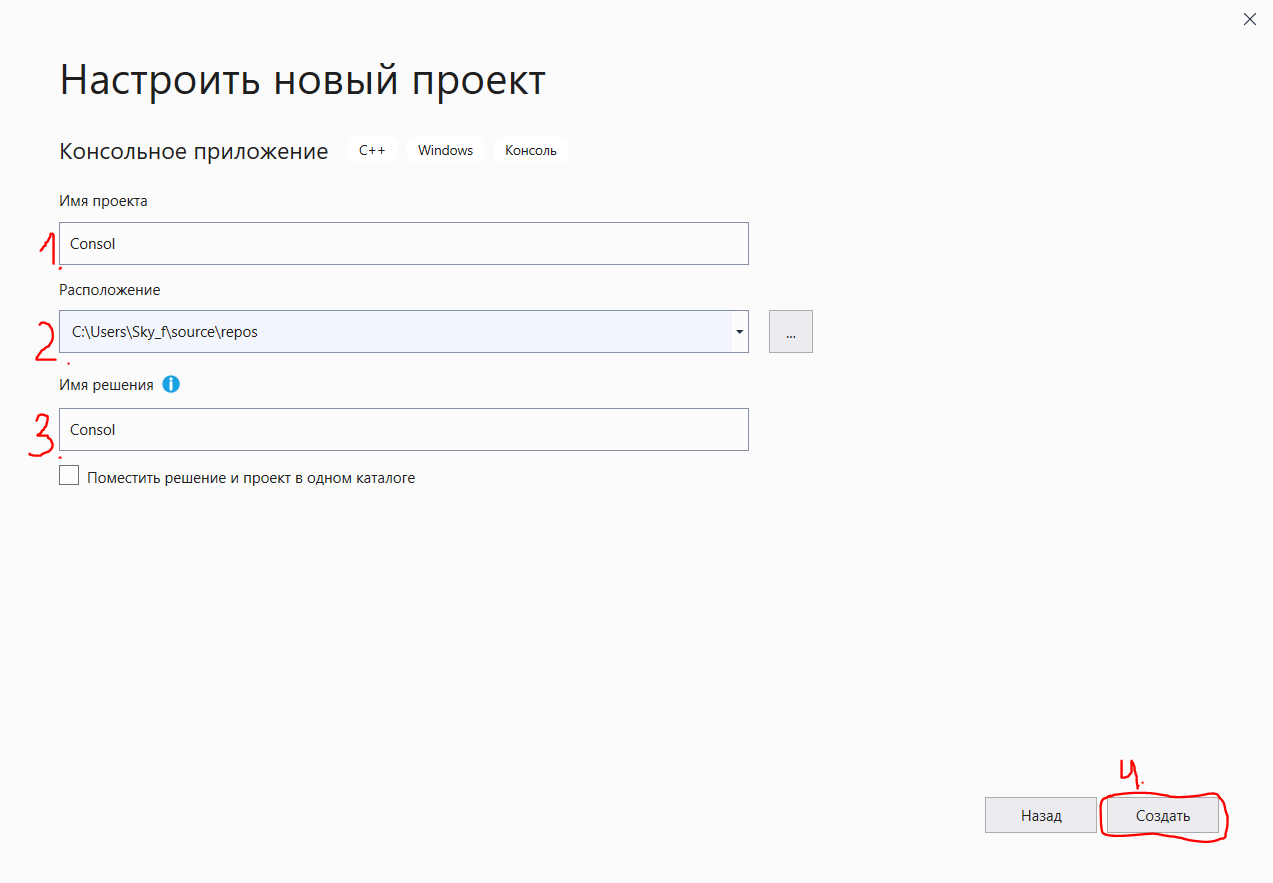 Настроить новый проект
Консольное приложение C++ Windows Консоль
Имя проекта
1. Consol
Расположение
2. C:\Users\Sky_f\source\repos ...
Имя решения i
3. Consol
Поместить решение и проект в одном каталоге
4.
Назад Создать